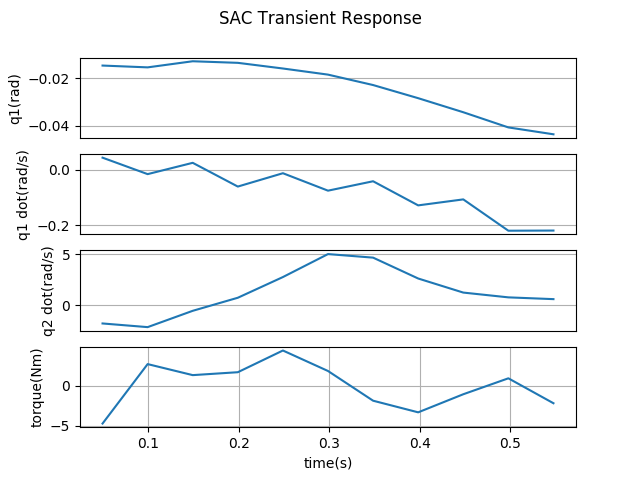 SAC Transient Response
q1(rad)
−0.02
−0.04
q1 dot(rad/s)
0.0
−0.2
q2 dot(rad/s)
5
0
torque(Nm)
0
−5
0.1 0.2 0.3 0.4 0.5
time(s)